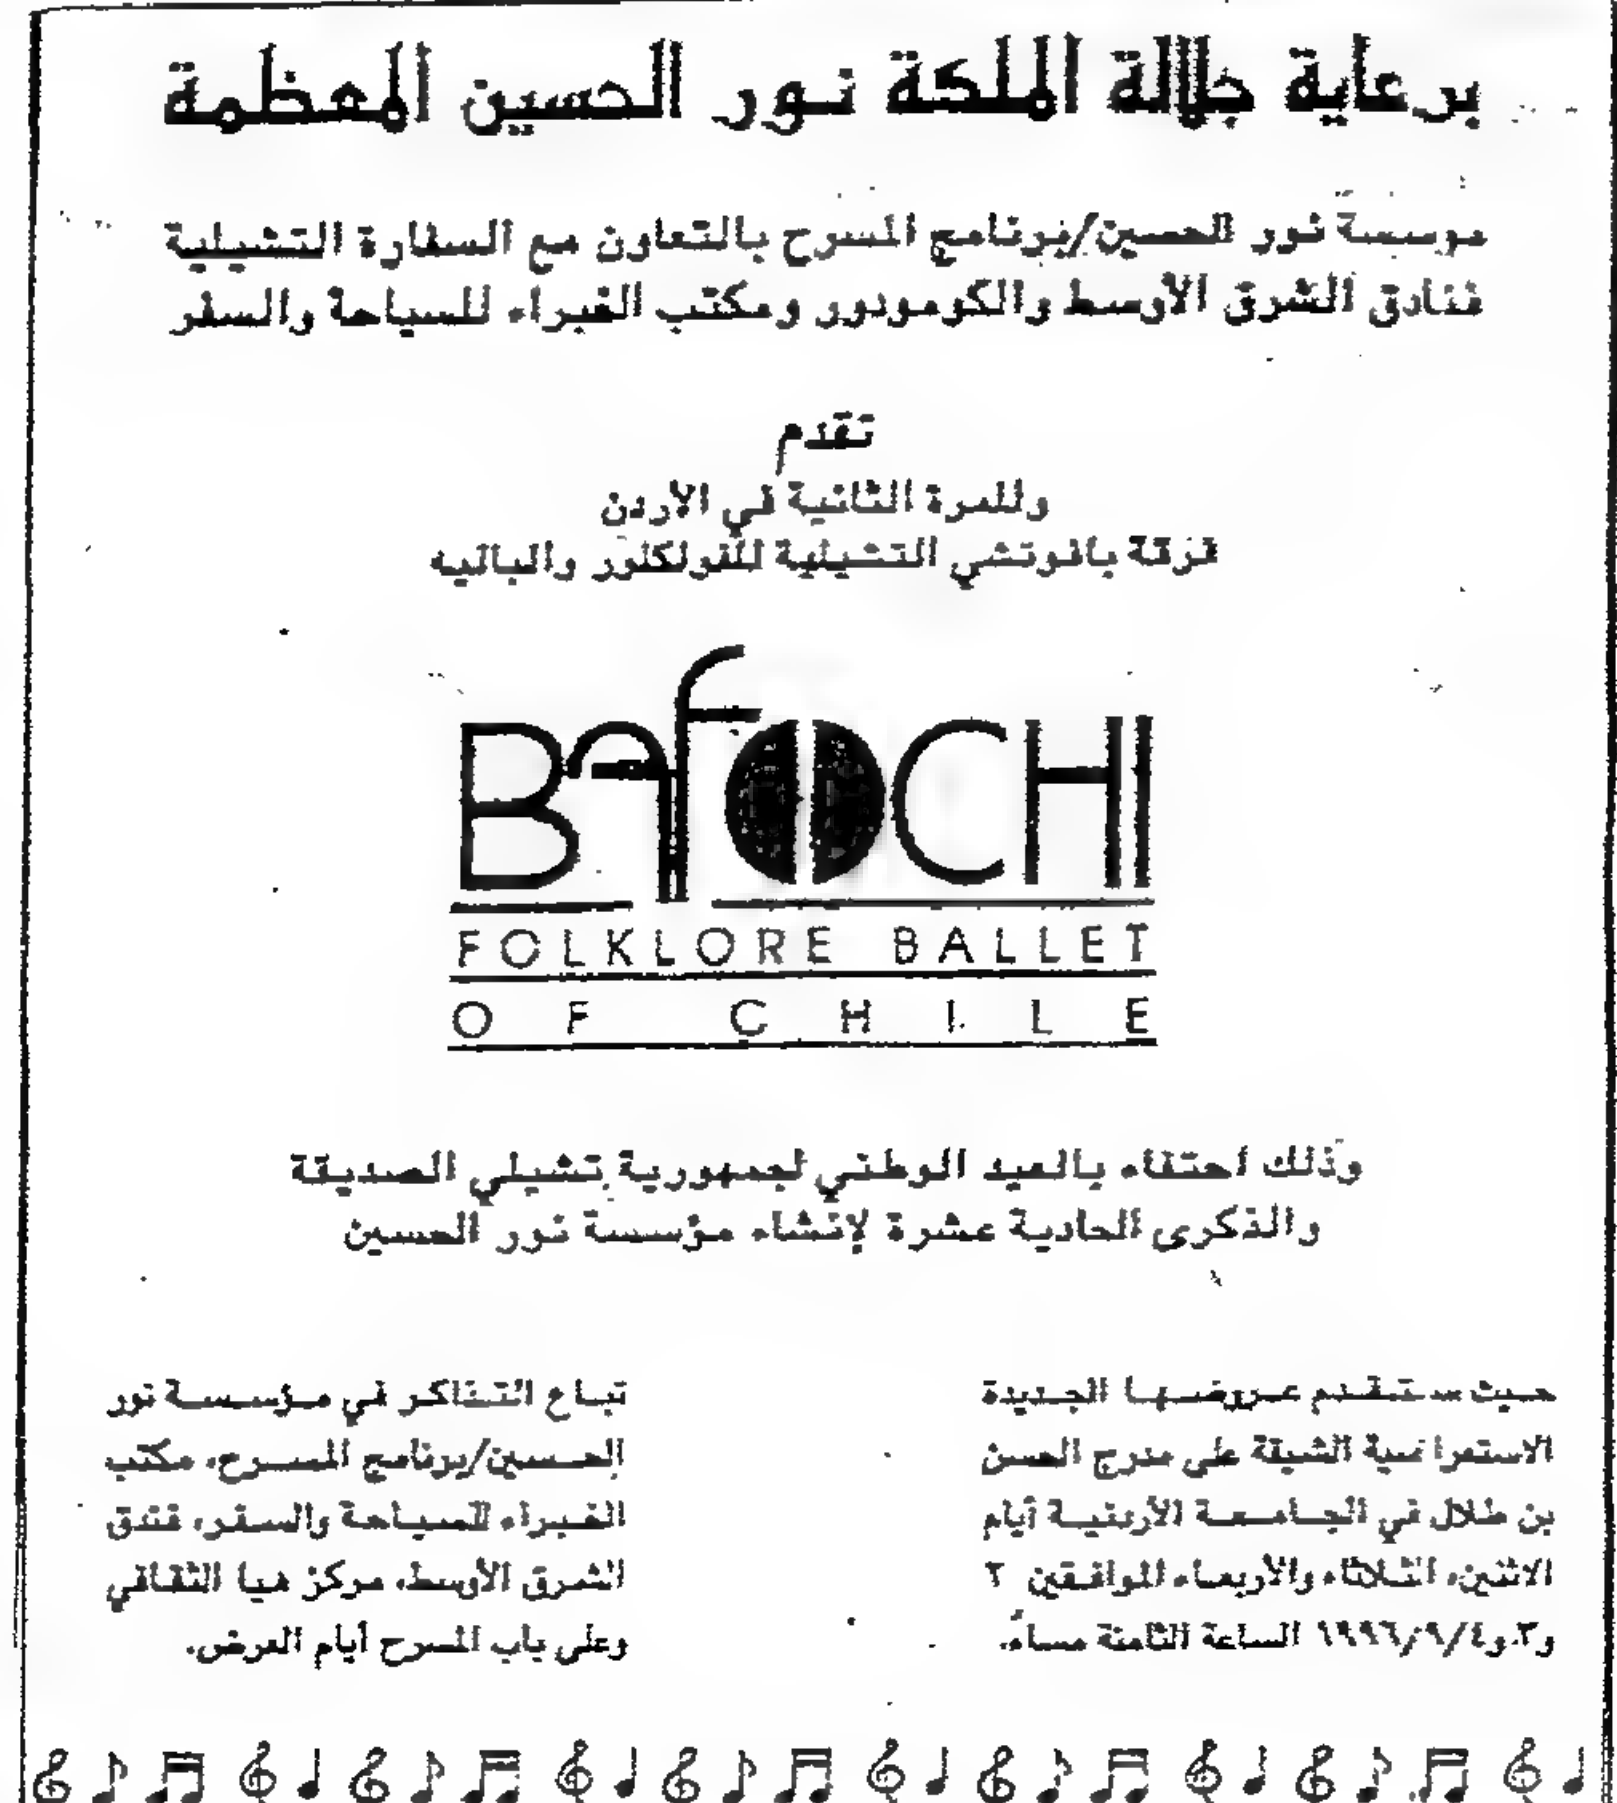 برعاية جلالة الملكة نور الحسين المعظمة
موسسة نور الحسين/برنامج المسرح بالتعاون مع السفارة التشيلية
فنادق الشرق الأوسط والكومودور ومكتب الخبراء للسياحة والسفر
تقدم
وللمرة الثانية في الأردن
فرقة بافوتشي التشيلية للفولكلور والباليه
BafOCHI
FOLKLORE BALLET
OF CHILE
وذلك احتفاء بالعيد الوطني لجمهورية تشيلي الصديقة
والذكرى الحادية عشرة لإنشاء مؤسسة نور الحسين
حيث ستقدم عروضها الجديدة
الاستعراضية الشيقة على مدرج الحسن
بن طلال في الجامعة الأردنية أيام
الاثنين، الثلاثاء والأربعاء الموافقين ٢
و٣ و١٩٩٦/٩/٤ الساعة الثامنة مساءً.
تباع التذاكر في مؤسسة نور
الحسين/برنامج المسرح، مكتب
الخبراء للسياحة والسفر، فندق
الشرق الأوسط، مركز هيا الثقافي
وعلى باب المسرح أيام العرض.